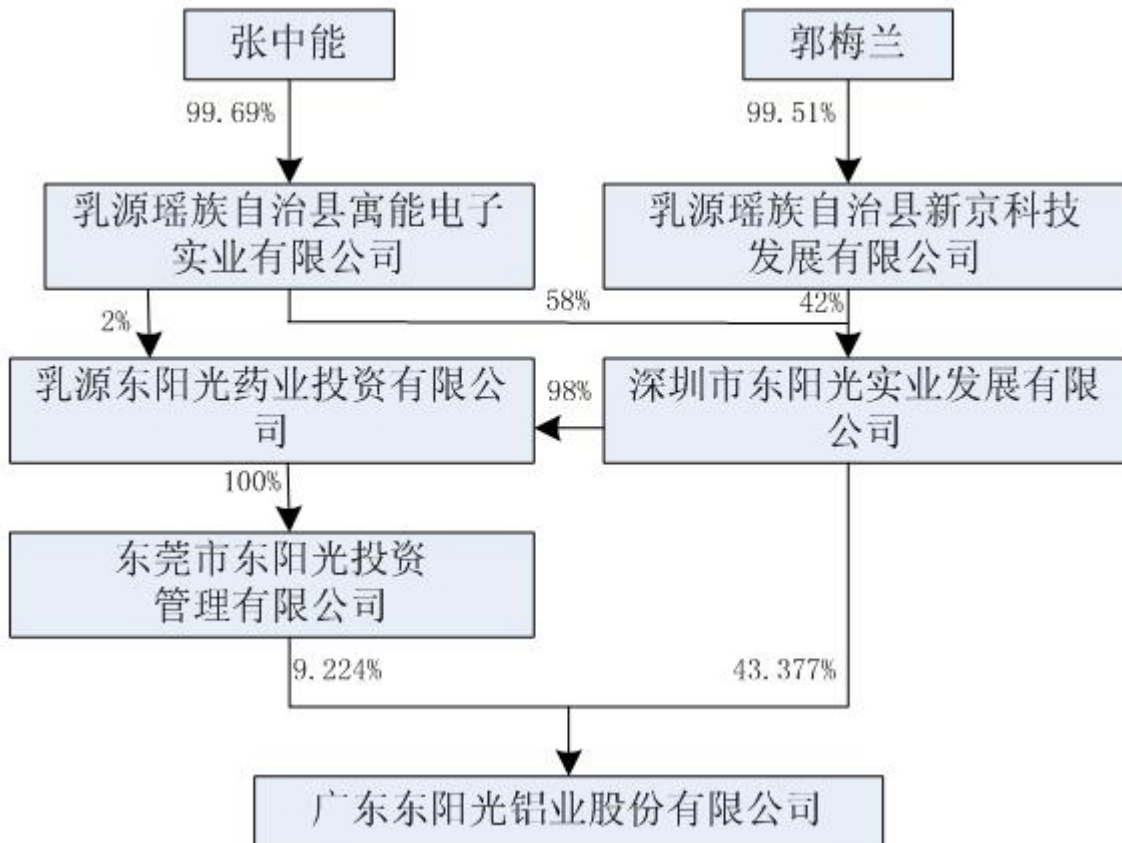 张中能
郭梅兰
99.69%
99.51%
乳源瑶族自治县寓能电子
实业有限公司
乳源瑶族自治县新京科技
发展有限公司
58%
42%
2%
乳源东阳光药业投资有限公
司
98%
深圳市东阳光实业发展有限
公司
100%
东莞市东阳光投资
管理有限公司
9.224%
43.377%
广东东阳光铝业股份有限公司